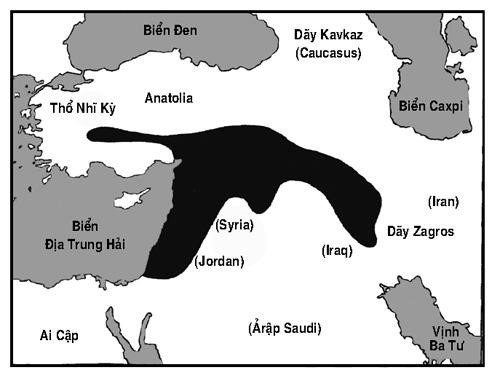 Biển Đen
Dãy Kavkaz
(Caucasus)
Thổ Nhĩ Kỳ
Anatolia
Biển Caxpi
Biển
Địa Trung Hải
(Syria)
(Jordan)
(Iraq)
(Iran)
Dãy Zagros
Ai Cập
(Ảrập Saudi)
Vịnh
Ba Tư